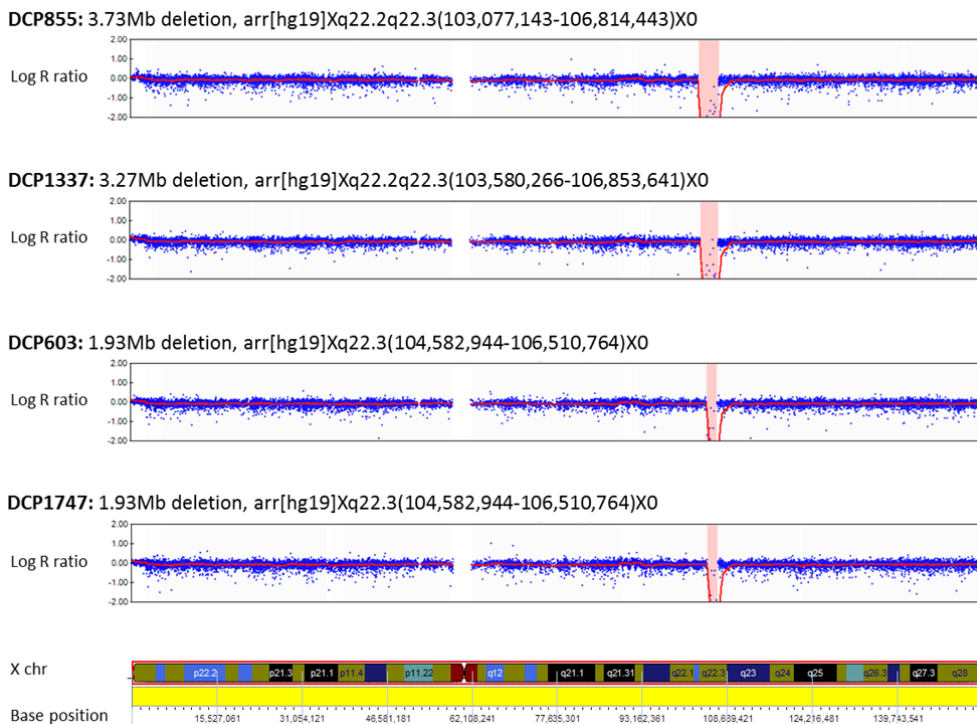 DCP855: 3.73Mb deletion, arr[hg19]Xq22.2q22.3(103,077,143-106,814,443)X0
2.00
1.00
Log R ratio 0.00
-1.00
-2.00
DCP1337: 3.27Mb deletion, arr[hg19]Xq22.2q22.3(103,580,266-106,853,641)X0
2.00
1.00
Log R ratio 0.00
-1.00
-2.00
DCP603: 1.93Mb deletion, arr[hg19]Xq22.3(104,582,944-106,510,764)X0
2.00
1.00
Log R ratio 0.00
-1.00
-2.00
DCP1747: 1.93Mb deletion, arr[hg19]Xq22.3(104,582,944-106,510,764)X0
2.00
1.00
Log R ratio 0.00
-1.00
-2.00
X chr p22.2 p21.3 p21.1 p11.4 p11.22 q12 q21.1 q21.31 q22.1 q22.3 q23 q24 q25 q26.3 q27.3 q28
Base position 15,527,061 31,054,121 46,581,181 62,108,241 77,635,301 93,162,361 108,689,421 124,216,481 139,743,541